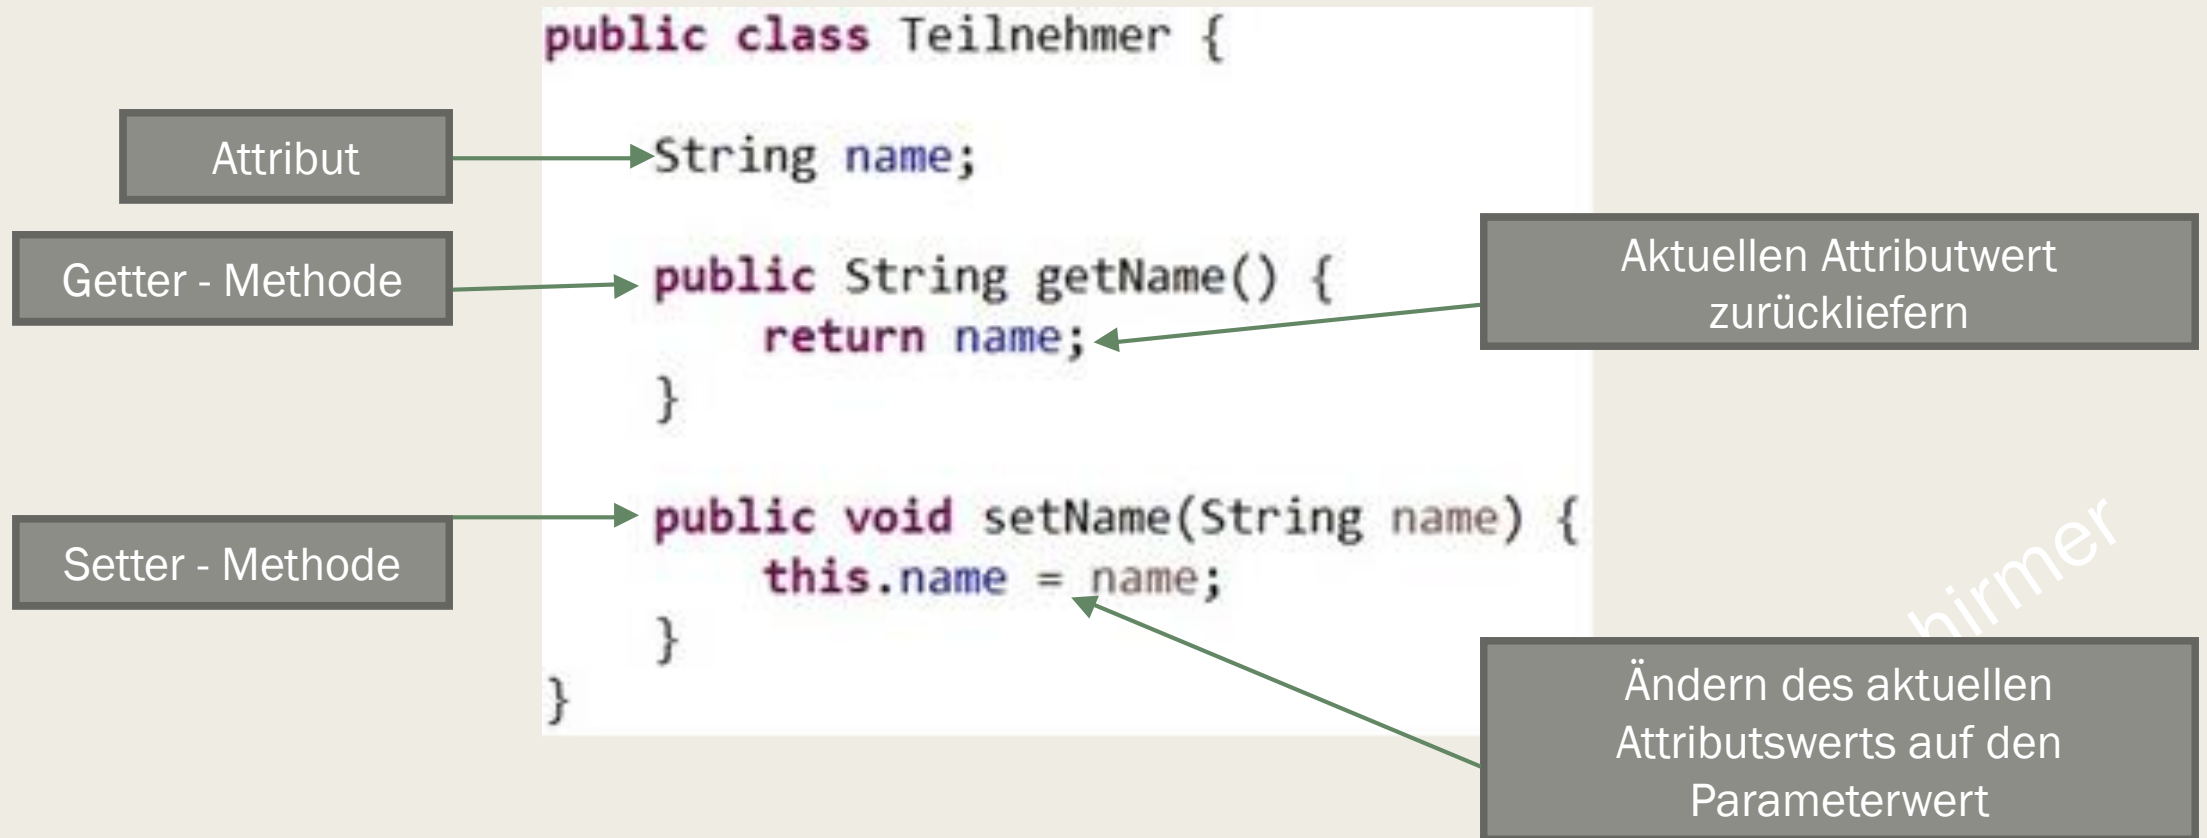 public class Teilnehmer {
Attribut
String name;
Getter - Methode
public String getName() {
return name;
}
Aktuellen Attributwert
zurückliefern
Setter - Methode
public void setName(String name) {
this.name = name;
}
}
Ändern des aktuellen
Attributswerts auf den
Parameterwert